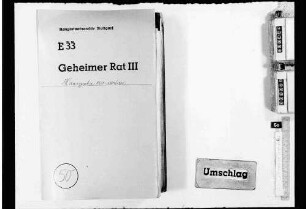 Hauptstaatsarchiv Stuttgart
E 33
Geheimer Rat III
50
Umschlag